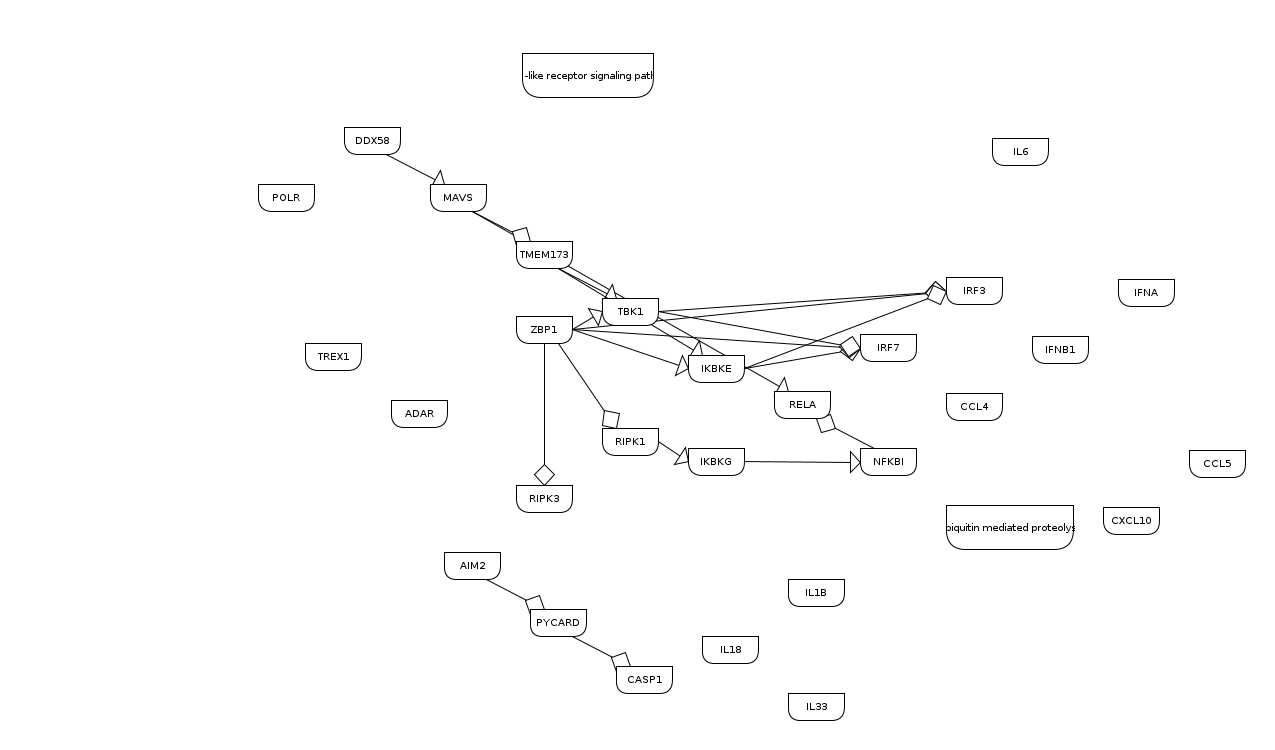 -like receptor signaling path
DDX58
IL6
POLR
MAVS
TMEM173
IRF3
IFNA
TBK1
ZBP1
IRF7
IFNB1
TREX1
IKBKE
RELA
CCL4
ADAR
RIPK1
IKBKG
NFKBI
CCL5
RIPK3
CXCL10
biquitin mediated proteolys
AIM2
IL1B
PYCARD
IL18
CASP1
IL33